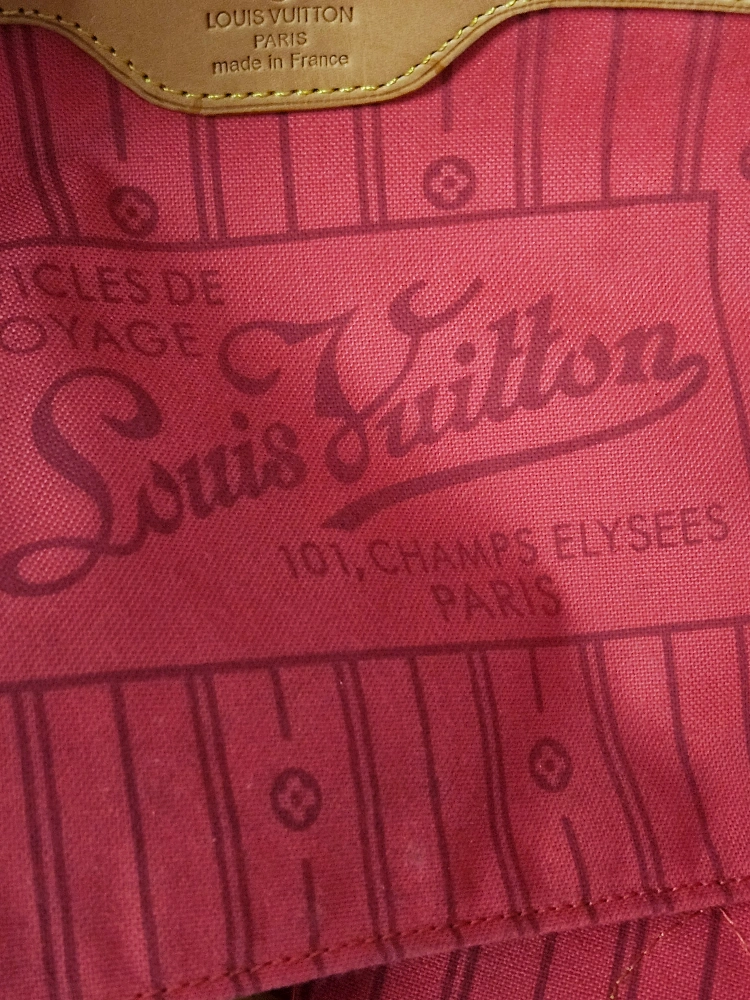 LOUIS VUITTON
PARIS
made in France
ICLES DE
OYAGE
Louis Vuitton
101, CHAMPS ELYSEES
PARIS